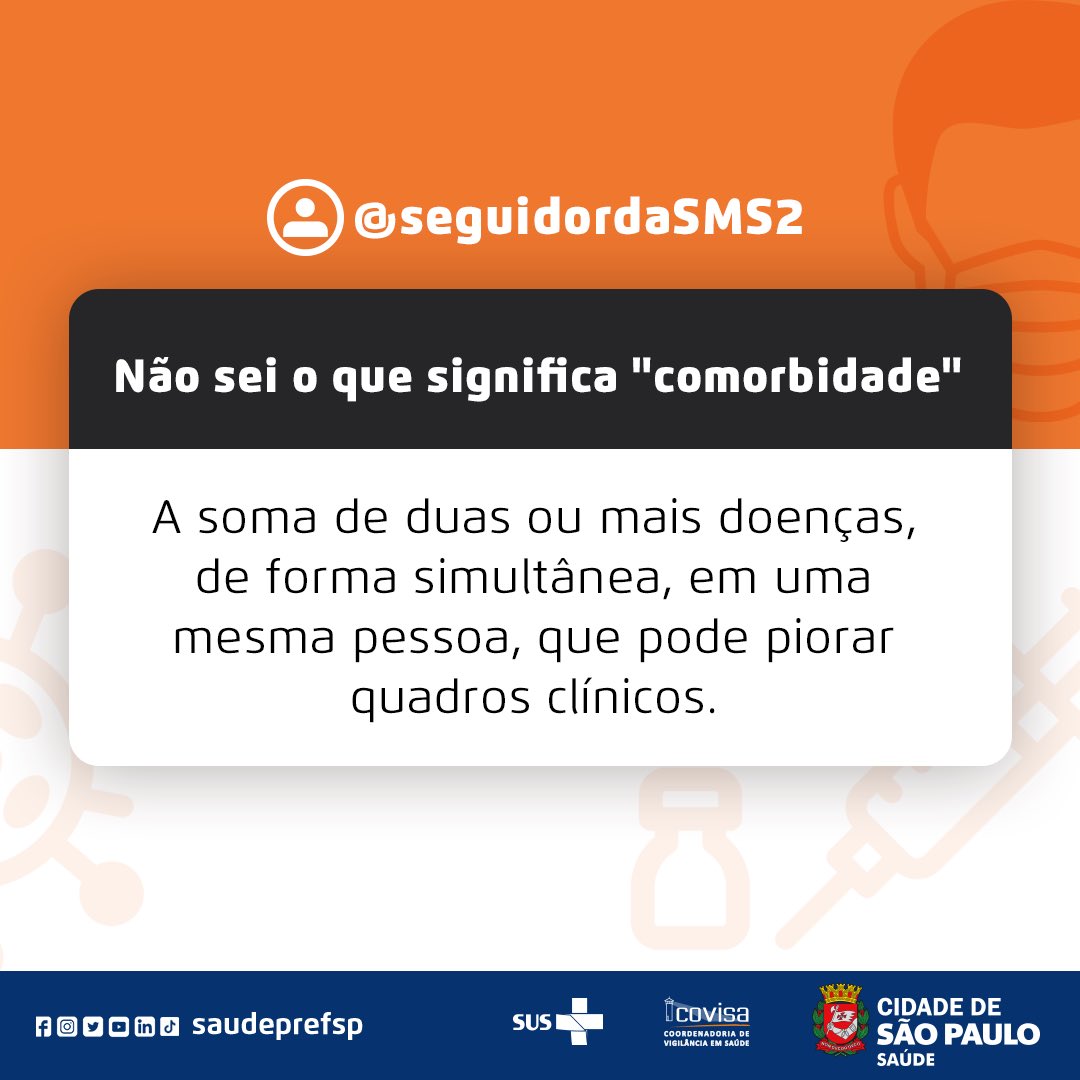 @seguidordaSMS2
Não sei o que significa "comorbidade"
A soma de duas ou mais doenças,
de forma simultânea, em uma
mesma pessoa, que pode piorar
quadros clínicos.
saudeprefsp
SUS
covisa
COORDENADORIA DE
VIGILÂNCIA EM SAÚDE
CIDADE DE
SÃO PAULO
SAÚDE